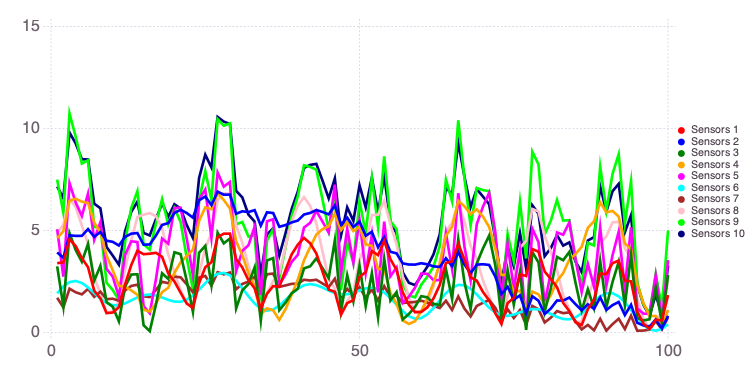 15
10
5
0
0 50 100
Sensors 1
Sensors 2
Sensors 3
Sensors 4
Sensors 5
Sensors 6
Sensors 7
Sensors 8
Sensors 9
Sensors 10